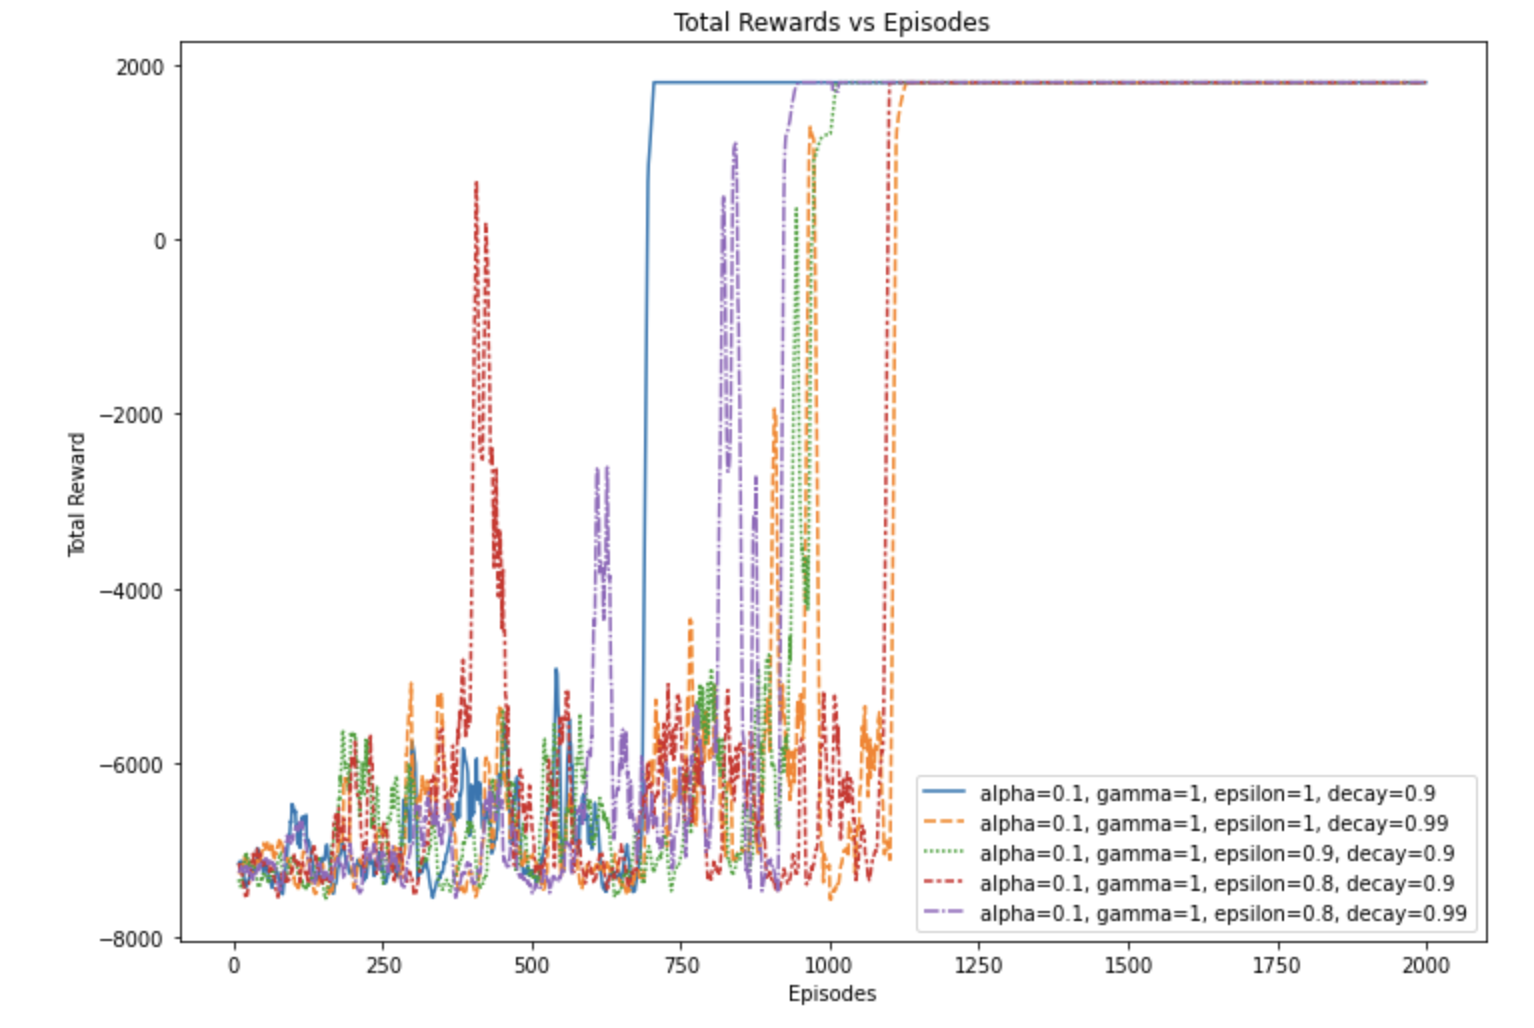 Total Rewards vs Episodes
2000
0
−2000
−4000
−6000
−8000
Total Reward
0 250 500 750 1000 1250 1500 1750 2000
Episodes
alpha=0.1, gamma=1, epsilon=1, decay=0.9
alpha=0.1, gamma=1, epsilon=1, decay=0.99
alpha=0.1, gamma=1, epsilon=0.9, decay=0.9
alpha=0.1, gamma=1, epsilon=0.8, decay=0.9
alpha=0.1, gamma=1, epsilon=0.8, decay=0.99